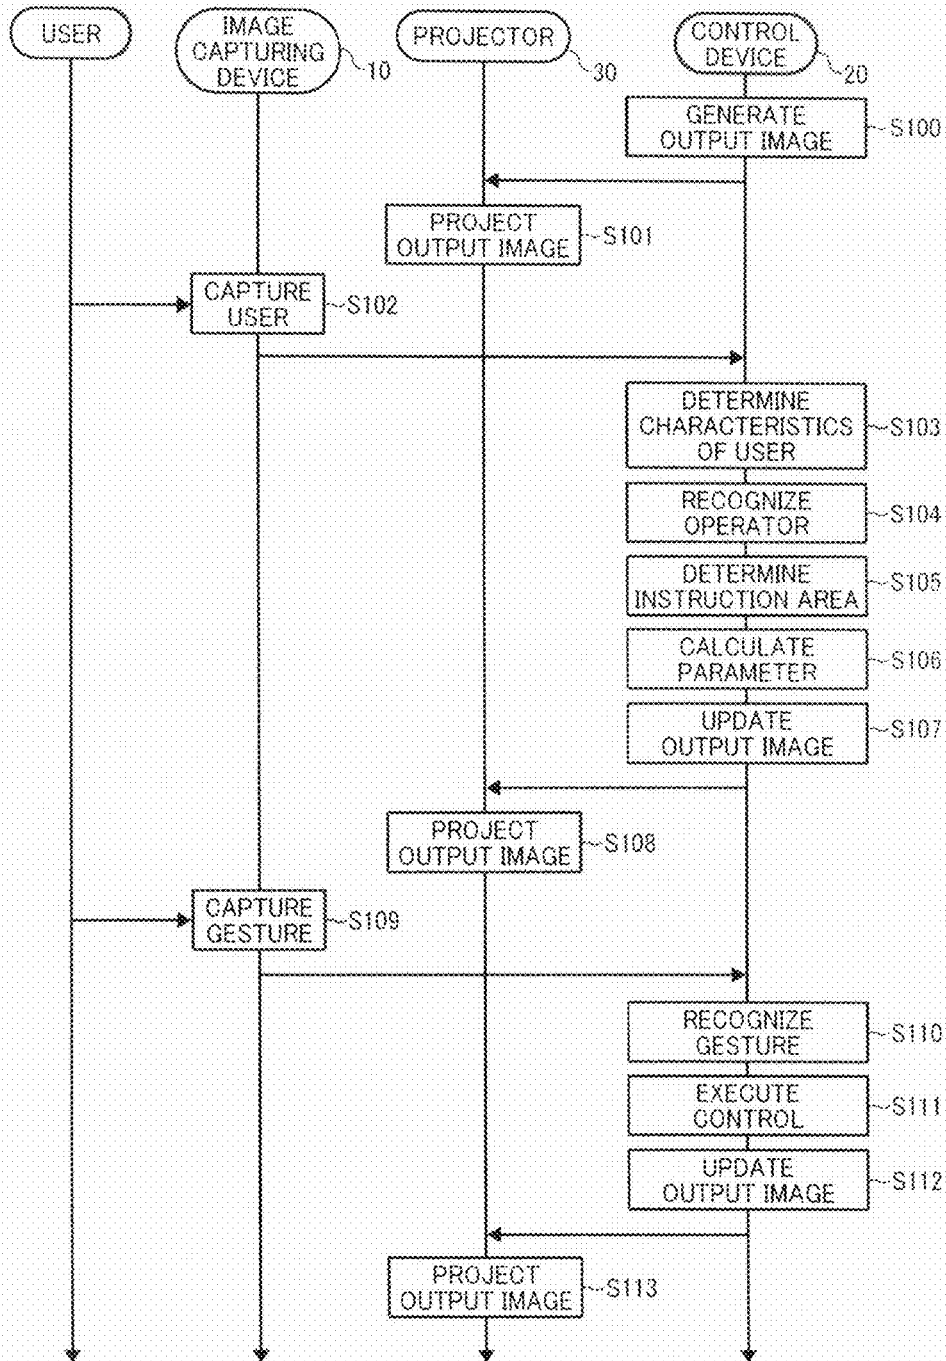 USER
IMAGE
CAPTURING
DEVICE
10
PROJECTOR
30
CONTROL
DEVICE
20
GENERATE
OUTPUT IMAGE
S100
PROJECT
OUTPUT IMAGE
S101
CAPTURE
USER
S102
DETERMINE
CHARACTERISTICS
OF USER
S103
RECOGNIZE
OPERATOR
S104
DETERMINE
INSTRUCTION AREA
S105
CALCULATE
PARAMETER
S106
UPDATE
OUTPUT IMAGE
S107
PROJECT
OUTPUT IMAGE
S108
CAPTURE
GESTURE
S109
RECOGNIZE
GESTURE
S110
EXECUTE
CONTROL
S111
UPDATE
OUTPUT IMAGE
S112
PROJECT
OUTPUT IMAGE
S113